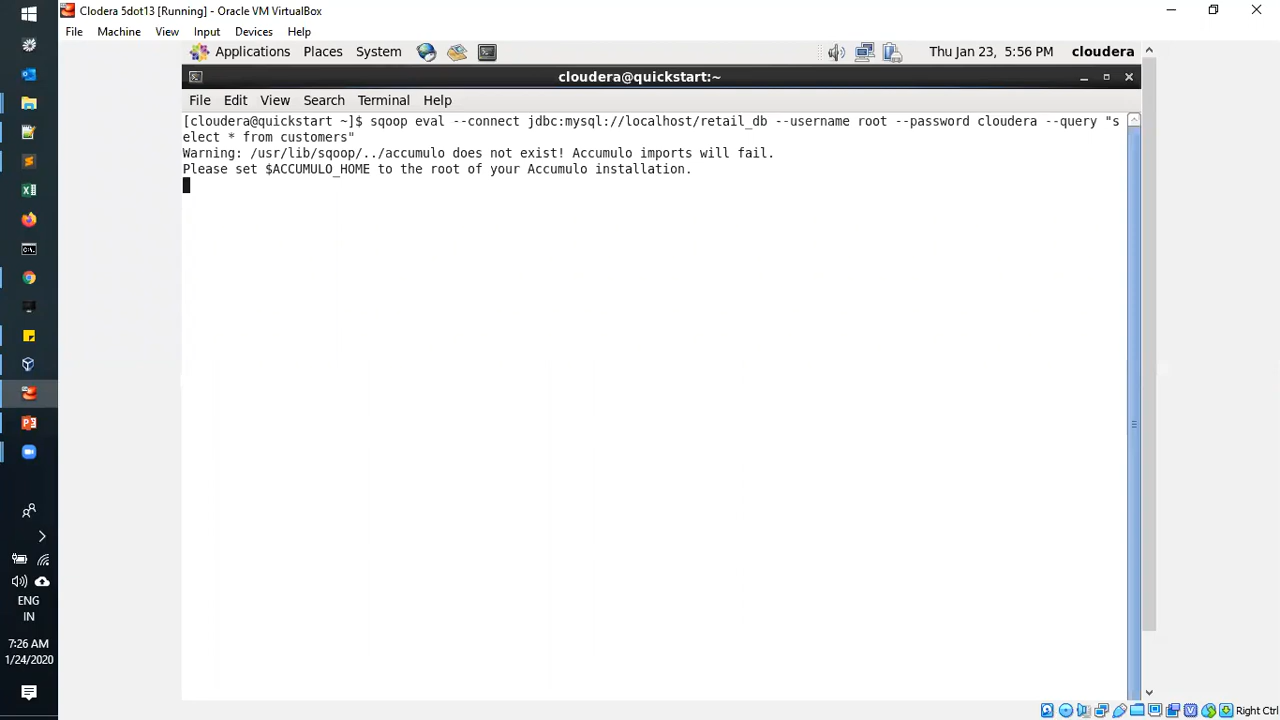 Clodera 5dot13 [Running] - Oracle VM VirtualBox
File Machine View Input Devices Help
Applications Places System Thu Jan 23, 5:56 PM cloudera
cloudera@quickstart:~
File Edit View Search Terminal Help
[cloudera@quickstart ~]$ sqoop eval --connect jdbc:mysql://localhost/retail_db --username root --password cloudera --query "s
elect * from customers"
Warning: /usr/lib/sqoop/../accumulo does not exist! Accumulo imports will fail.
Please set $ACCUMULO_HOME to the root of your Accumulo installation.
ENG
IN
7:26 AM
1/24/2020
Right Ctrl